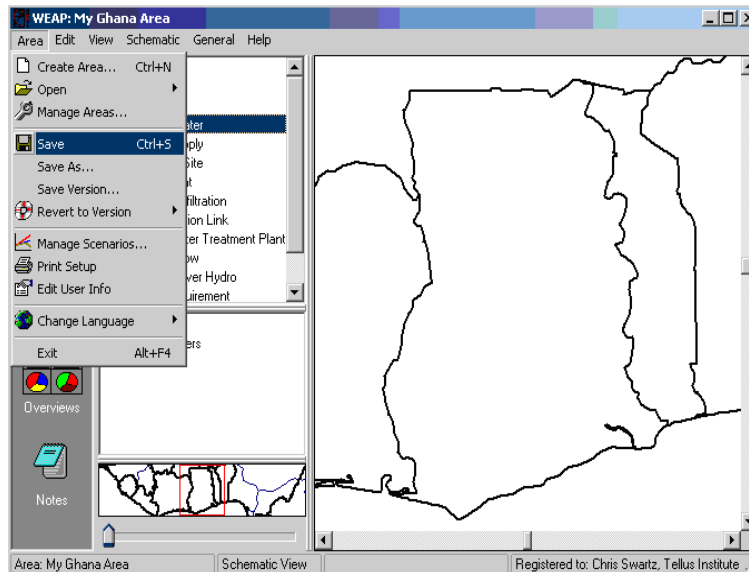 WEAP: My Ghana Area
Area Edit View Schematic General Help
Create Area... Ctrl+N
Open
Manage Areas...
Save Ctrl+S
Save As...
Save Version...
Revert to Version
Manage Scenarios...
Print Setup
Edit User Info
Change Language
Exit Alt+F4
ater
ply
Site
nt
filtration
ion Link
ter Treatment Plant
ow
ver Hydro
uirement
ers
Overviews
Notes
Area: My Ghana Area Schematic View Registered to: Chris Swartz, Tellus Institute